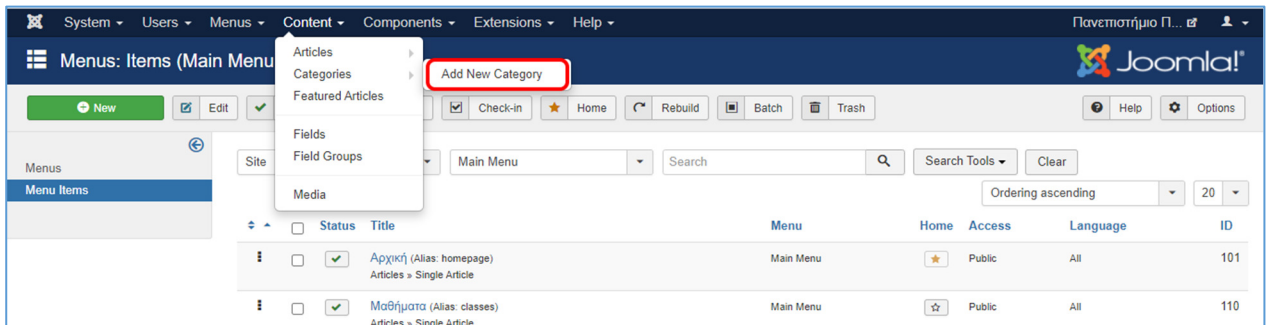 System Users Menus Content Components Extensions Help Πανεπιστήμιο Π...
Menus: Items (Main Menu Joomla!
Articles
Categories Add New Category
Featured Articles
New Edit Check-in Home Rebuild Batch Trash Help Options
Fields
Field Groups
Media
Menus
Menu Items
Site Main Menu Search Search Tools Clear
Ordering ascending 20
Status Title Menu Home Access Language ID
Αρχική (Alias: homepage) Main Menu Public All 101
Articles » Single Article
Μαθήματα (Alias: classes) Main Menu Public All 110
Articles » Single Article